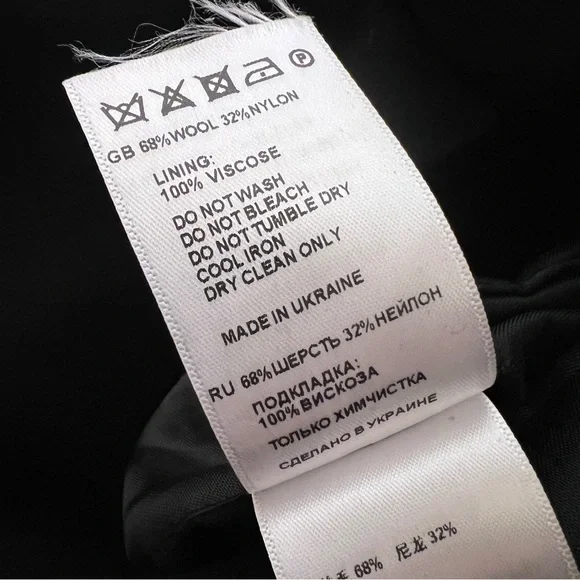 P
GB 68%WOOL 32%NYLON
LINING:
100% VISCOSE
DO NOT WASH
DO NOT BLEACH
DO NOT TUMBLE DRY
COOL IRON
DRY CLEAN ONLY
MADE IN UKRAINE
RU 68%ШЕРСТЬ 32%НЕЙЛОН
ПОДКЛАДКА:
100%ВИСКОЗА
ТОЛЬКО ХИМЧИСТКА
СДЕЛАНО В УКРАИНЕ
68% 尼龙 32%